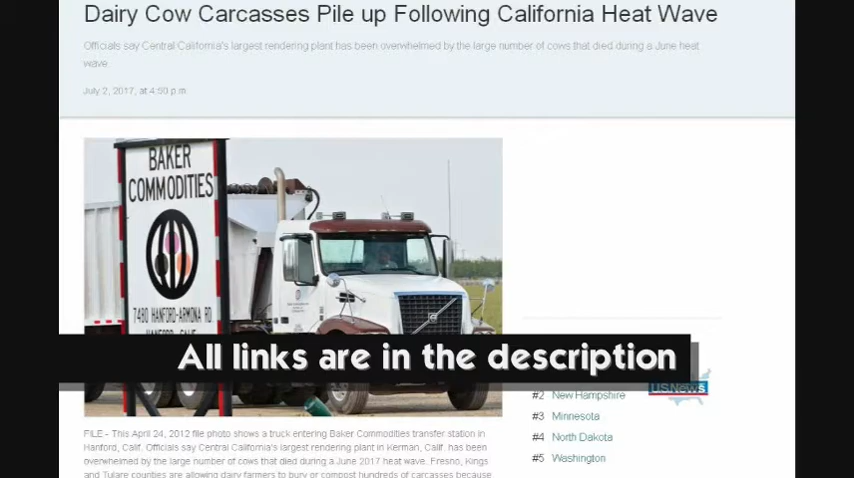 Dairy Cow Carcasses Pile up Following California Heat Wave
Officials say Central California's largest rendering plant has been overwhelmed by the large number of cows that died during a June heat
wave.
July 2, 2017, at 4:50 p.m.
BAKER
COMMODITIES
7480 HANFORD-ARMONA RD
HANFORD, CALIF.
All links are in the description
U.S.News
#2 New Hampshire
#3 Minnesota
#4 North Dakota
#5 Washington
FILE - This April 24, 2012 file photo shows a truck entering Baker Commodities transfer station in
Hanford, Calif. Officials say Central California's largest rendering plant in Kerman, Calif. has been
overwhelmed by the large number of cows that died during a June 2017 heat wave. Fresno, Kings
and Tulare counties are allowing dairy farmers to bury or compost hundreds of carcasses because